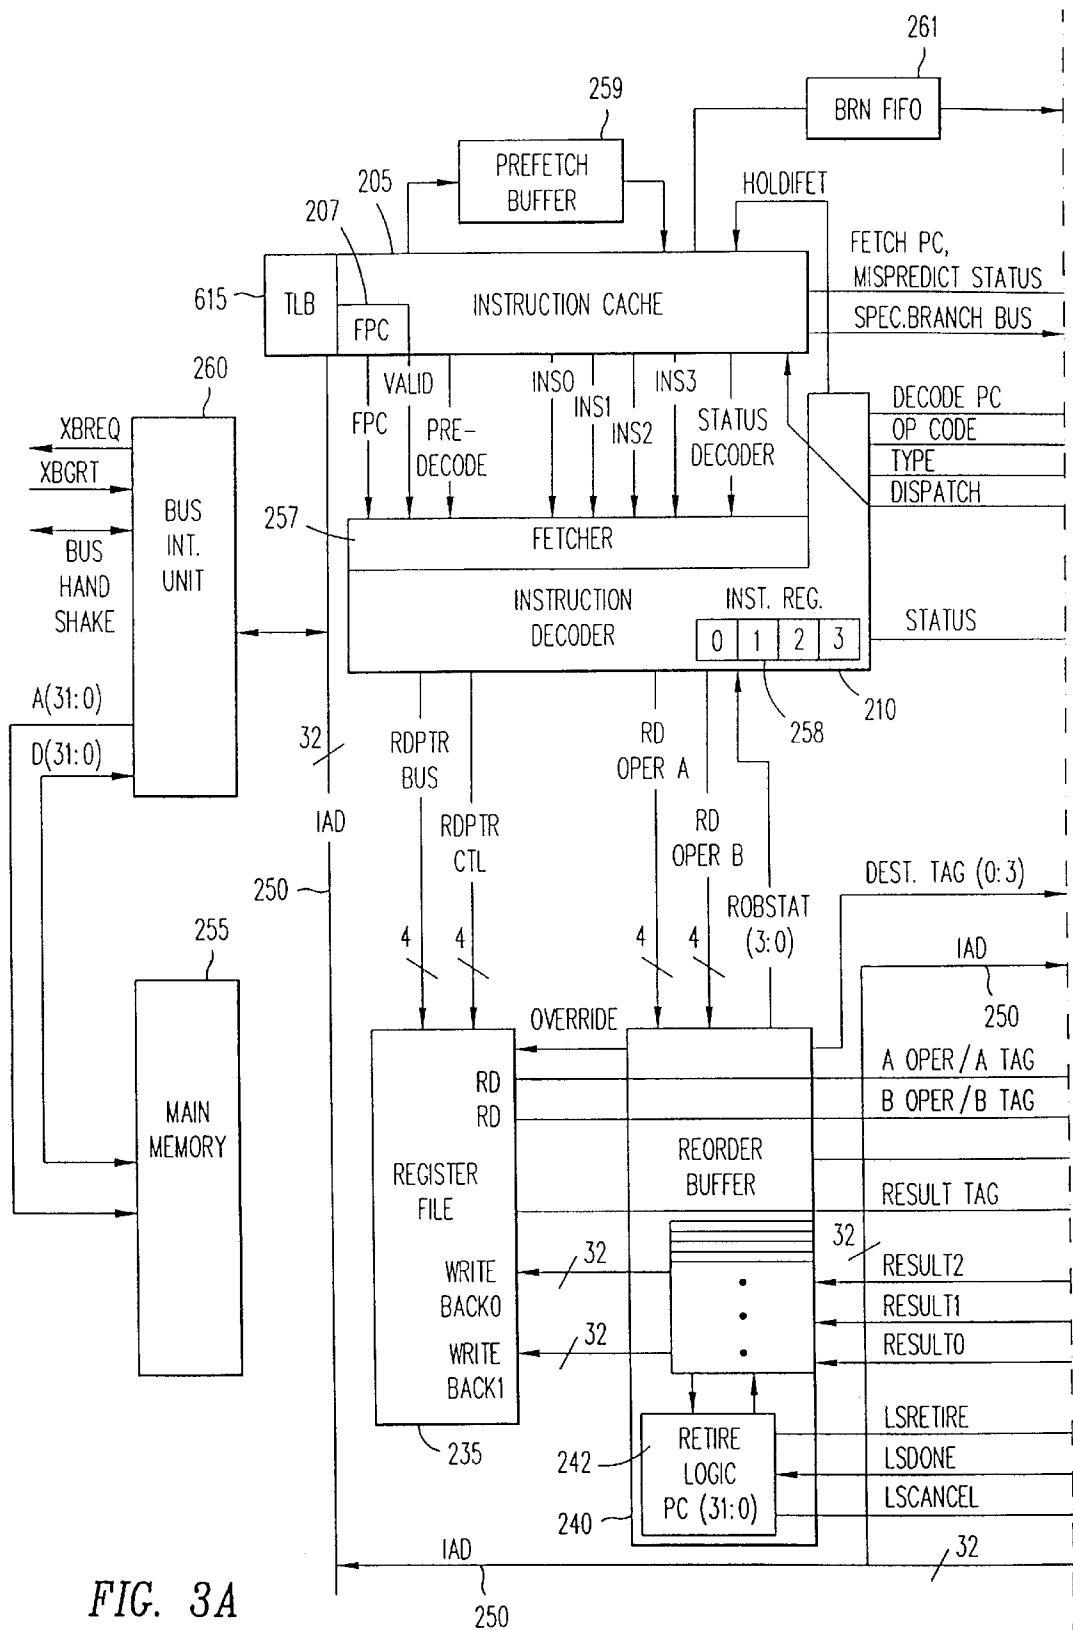 261
BRN FIFO
259
PREFETCH
BUFFER
205
207
HOLDIFET
FETCH PC,
MISPREDICT STATUS
SPEC.BRANCH BUS
615
TLB
FPC
INSTRUCTION CACHE
260
VALID
FPC
PRE-
DECODE
INS0
INS1
INS2
INS3
STATUS
DECODER
DECODE PC
OP CODE
TYPE
DISPATCH
XBREQ
XBGRT
BUS
HAND
SHAKE
BUS
INT.
UNIT
257
FETCHER
INSTRUCTION
DECODER
INST. REG.
0 1 2 3
STATUS
258
210
A(31:0)
D(31:0)
32
IAD
250
RDPTR
BUS
RDPTR
CTL
RD
OPER A
RD
OPER B
ROBSTAT
(3:0)
DEST. TAG (0:3)
4
4
4
4
IAD
250
255
MAIN
MEMORY
OVERRIDE
RD
RD
A OPER/A TAG
B OPER/B TAG
REGISTER
FILE
REORDER
BUFFER
RESULT TAG
32
WRITE
BACK0
32
RESULT2
RESULT1
RESULT0
WRITE
BACK1
32
235
242
RETIRE
LOGIC
PC (31:0)
240
LSRETIRE
LSDONE
LSCANCEL
IAD
250
32
FIG. 3A